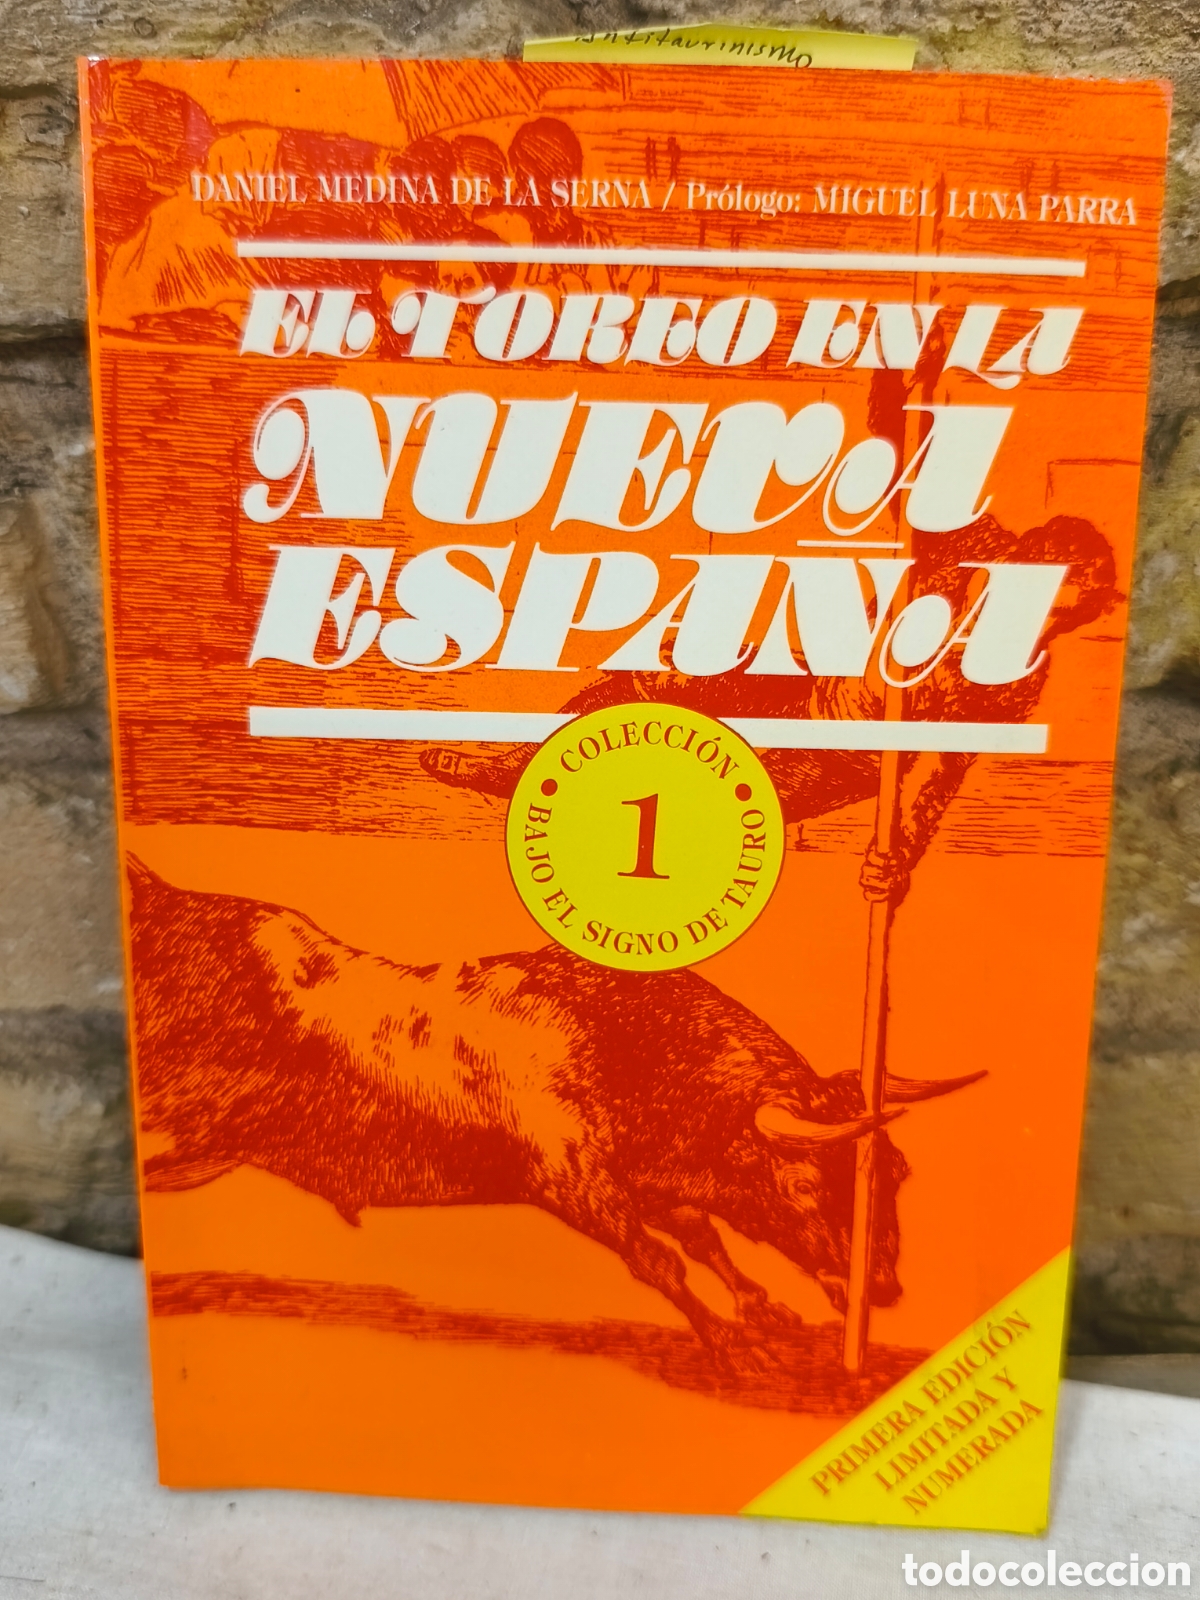 antitaurinismo
DANIEL MEDINA DE LA SERNA / Prólogo: MIGUEL LUNA PARRA
EL TOREO EN LA
NUEVA
ESPAÑA
• COLECCIÓN •
BAJO EL SIGNO DE TAURO
1
PRIMERA EDICIÓN
LIMITADA Y
NUMERADA
todocoleccion